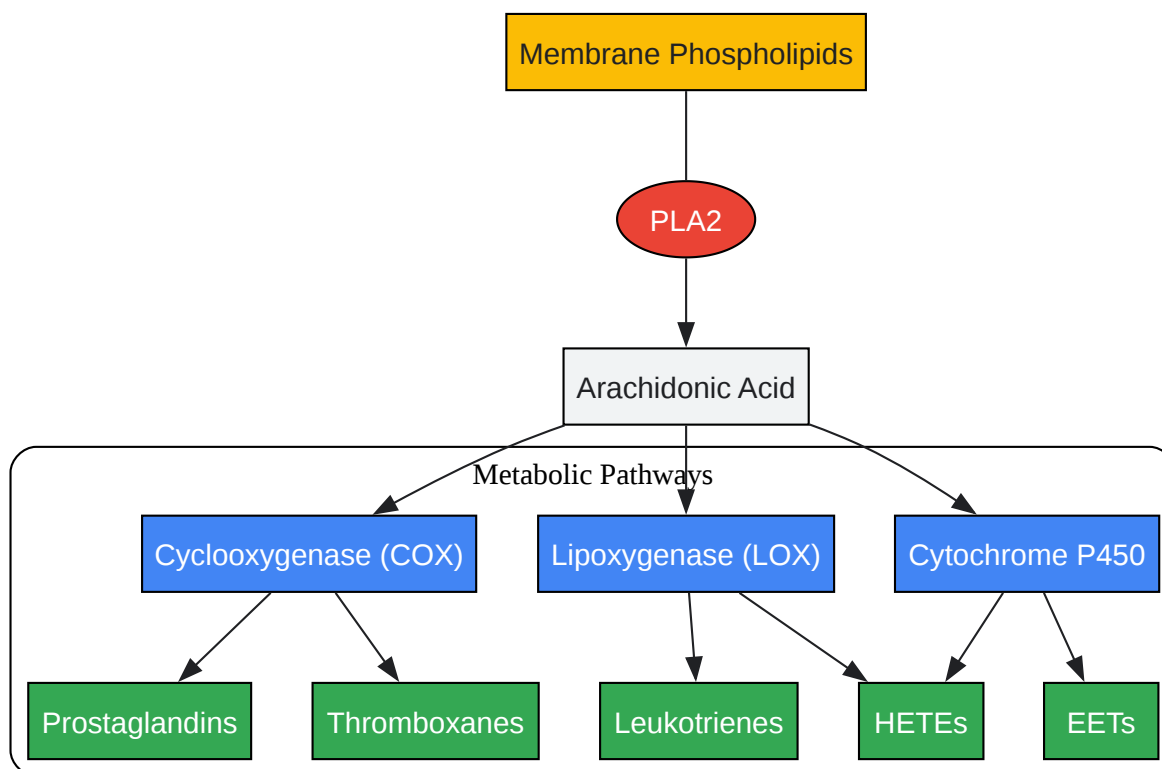 Membrane Phospholipids
PLA2
Arachidonic Acid
Metabolic Pathways
Cyclooxygenase (COX)
Lipoxygenase (LOX)
Cytochrome P450
Prostaglandins
Thromboxanes
Leukotrienes
HETEs
EETs